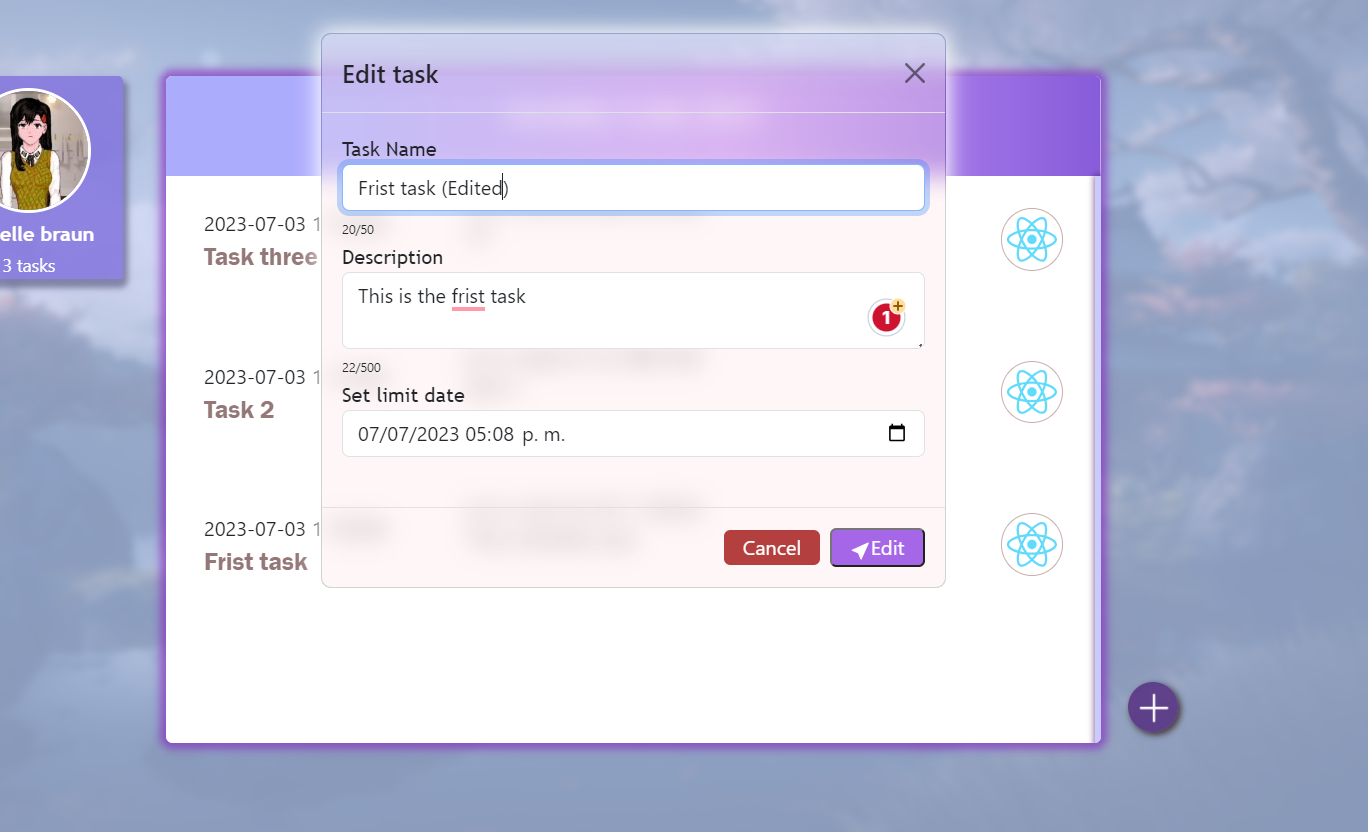 Edit task
Task Name
Frist task (Edited)
20/50
Description
This is the frist task
1
+
22/500
Set limit date
07/07/2023 05:08 p. m.
Cancel
Edit
elle braun
3 tasks
2023-07-03 1
Task three
2023-07-03 1
Task 2
2023-07-03 1
Frist task